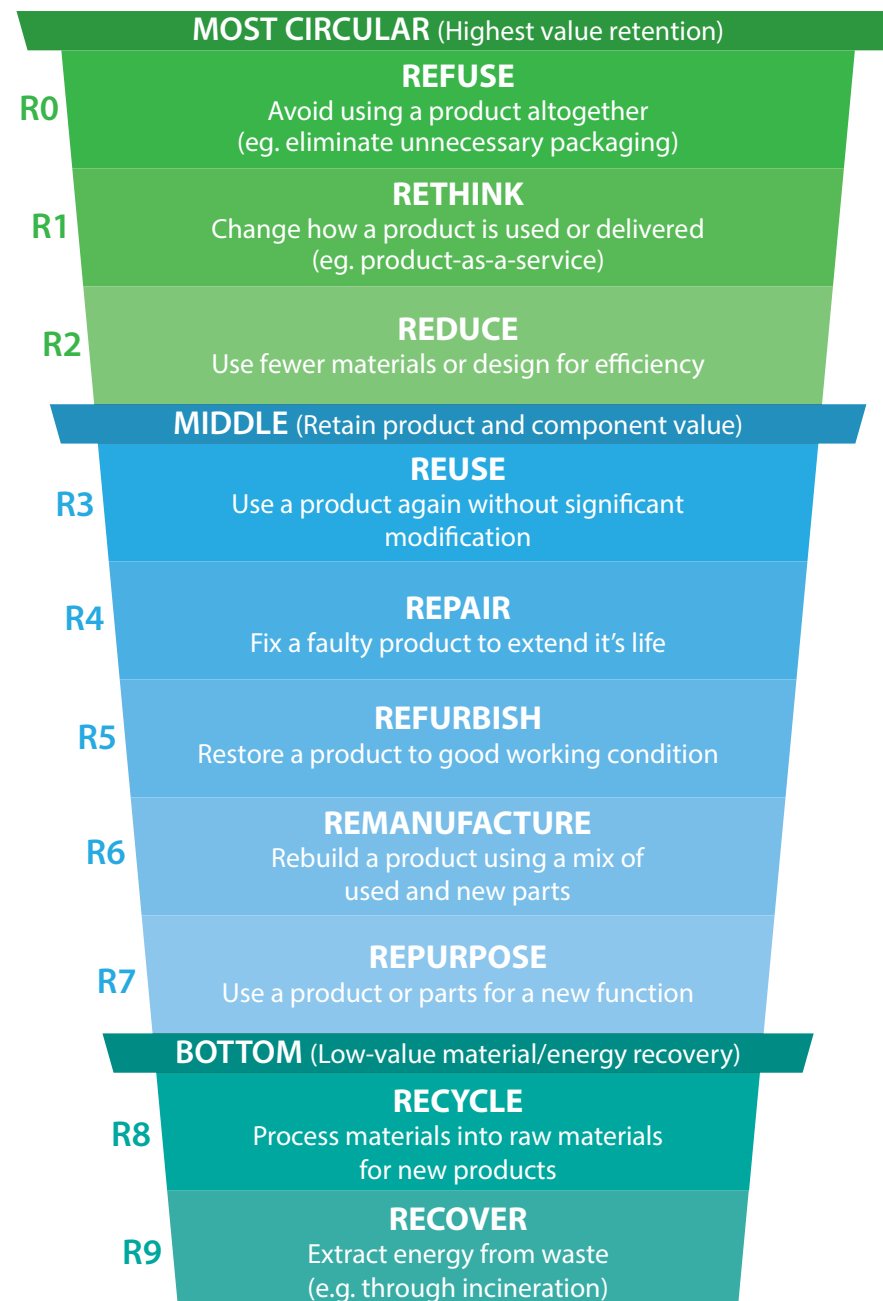 MOST CIRCULAR (Highest value retention)
R0
REFUSE
Avoid using a product altogether
(eg. eliminate unnecessary packaging)
R1
RETHINK
Change how a product is used or delivered
(eg. product-as-a-service)
R2
REDUCE
Use fewer materials or design for efficiency
MIDDLE (Retain product and component value)
R3
REUSE
Use a product again without significant
modification
R4
REPAIR
Fix a faulty product to extend it’s life
R5
REFURBISH
Restore a product to good working condition
R6
REMANUFACTURE
Rebuild a product using a mix of
used and new parts
R7
REPURPOSE
Use a product or parts for a new function
BOTTOM (Low-value material/energy recovery)
R8
RECYCLE
Process materials into raw materials
for new products
R9
RECOVER
Extract energy from waste
(e.g. through incineration)